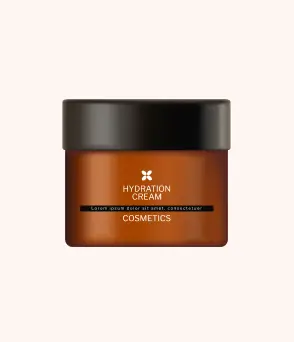 HYDRATION
CREAM
Lorem ipsum dolor sit amet, consectetuer
COSMETICS